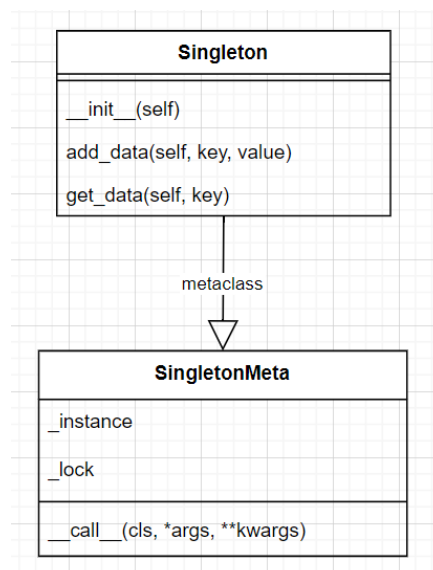 Singleton
__init__(self)
add_data(self, key, value)
get_data(self, key)
metaclass
SingletonMeta
_instance
_lock
__call__(cls, *args, **kwargs)